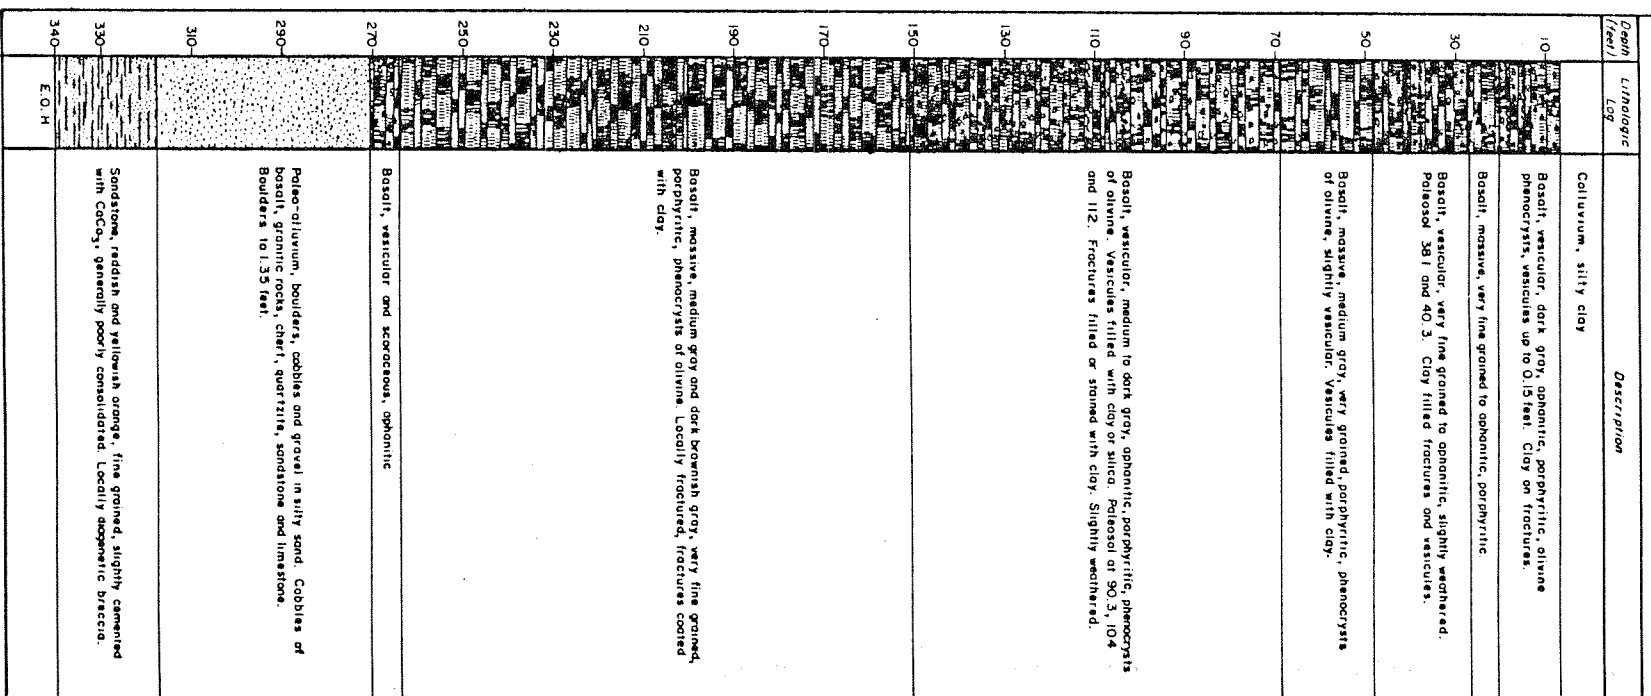 Depth
(feet)
Lithologic
Log
Description
10
30
50
70
90
110
130
150
170
190
210
230
250
270
290
310
330
340
E.O.H
Colluvium, silty clay
Basalt, vesicular, dark gray, aphanitic, porphyritic, olivine
phenocrysts, vesicules up to 0.15 feet. Clay on fractures.
Basalt, massive, very fine grained to aphanitic, porphyritic.
Basalt, vesicular, very fine grained to aphanitic, slightly weathered.
Paleosol 38.1 and 40.3. Clay filled fractures and vesicules.
Basalt, massive, medium gray, very grained, porphyritic, phenocrysts
of olivine, slightly vesicular. Vesicules filled with clay.
Basalt, vesicular, medium to dark gray, aphanitic, porphyritic, phenocrysts
of olivine. Vesicules filled with clay or silica. Paleosol at 90.3, 104
and 112. Fractures filled or stained with clay. Slightly weathered.
Basalt, massive, medium gray and dark brownish gray, very fine grained,
porphyritic, phenocrysts of olivine. Locally fractured, fractures coated
with clay.
Basalt, vesicular and scoraceous, aphanitic
Paleo-alluvium, boulders, cobbles and gravel in silty sand. Cobbles of
basalt, granitic rocks, chert, quartzite, sandstone and limestone.
Boulders to 1.35 feet.
Sandstone, reddish and yellowish orange, fine grained, slightly cemented
with CaCo₃, generally poorly consolidated. Locally diagenetic breccia.